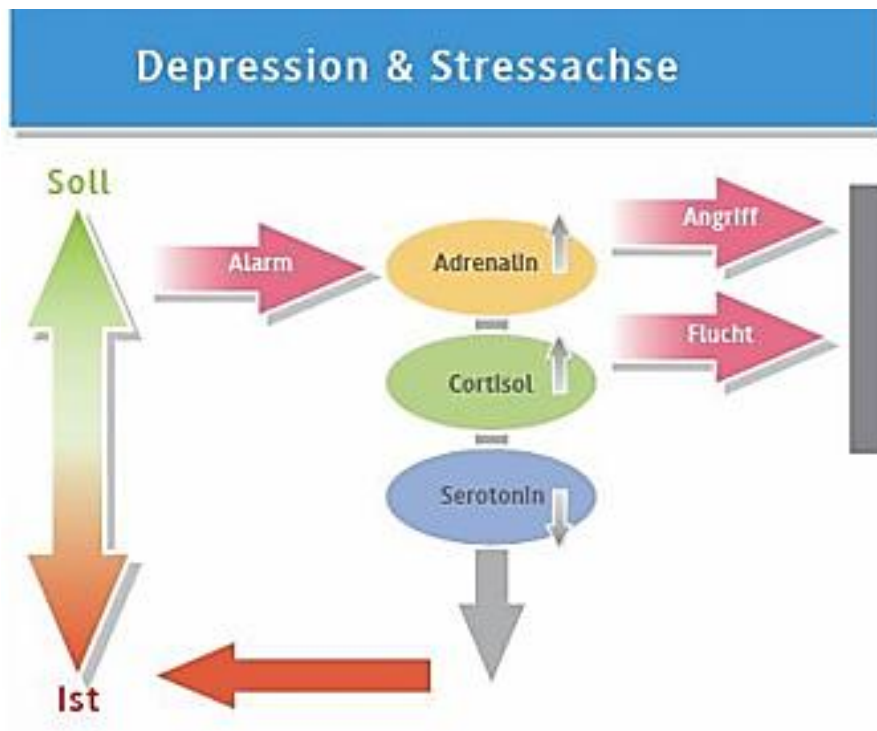 Depression & Stressachse
Soll
Alarm
Adrenalin
Angriff
Flucht
Cortisol
Serotonin
Ist